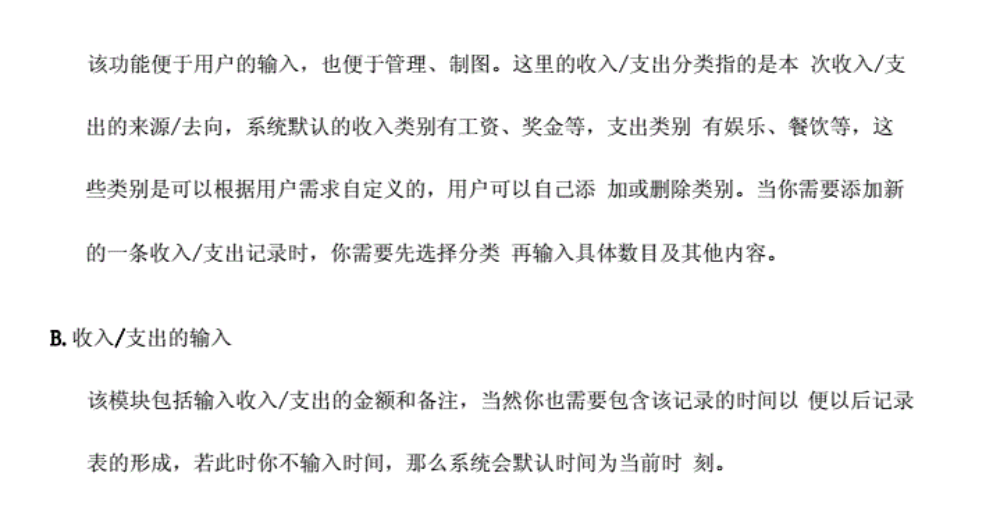 该功能便于用户的输入，也便于管理、制图。这里的收入/支出分类指的是本 次收入/支
出的来源/去向，系统默认的收入类别有工资、奖金等，支出类别 有娱乐、餐饮等，这
些类别是可以根据用户需求自定义的，用户可以自己添 加或删除类别。当你需要添加新
的一条收入/支出记录时，你需要先选择分类 再输入具体数目及其他内容。
B. 收入/支出的输入
该模块包括输入收入/支出的金额和备注，当然你也需要包含该记录的时间以 便以后记录
表的形成，若此时你不输入时间，那么系统会默认时间为当前时 刻。